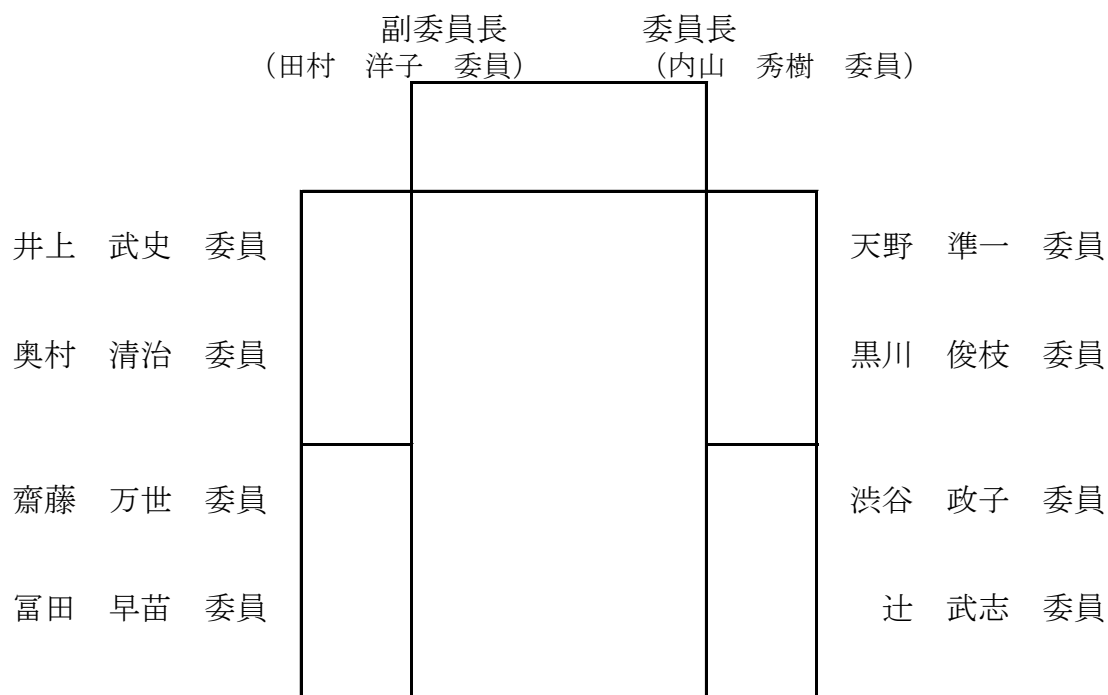 副委員長　委員長
（田村　洋子　委員）　（内山　秀樹　委員）
井上　武史　委員　天野　準一　委員
奥村　清治　委員　黒川　俊枝　委員
齋藤　万世　委員　渋谷　政子　委員
冨田　早苗　委員　辻　武志　委員